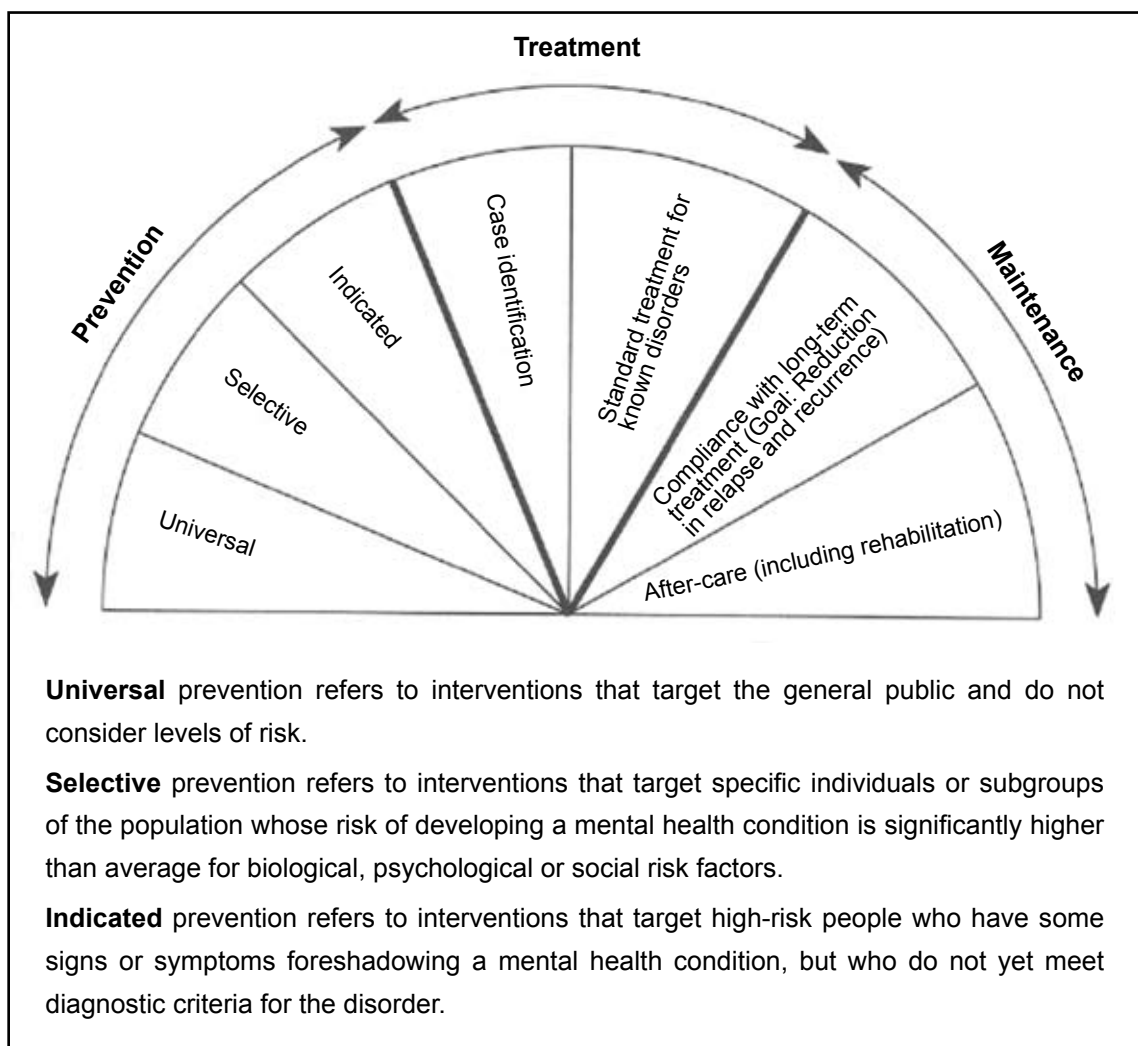 Treatment
Prevention
Maintenance
Universal
Selective
Indicated
Case identification
Standard treatment for
known disorders
Compliance with long-term
treatment (Goal: Reduction
in relapse and recurrence)
After-care (including rehabilitation)
Universal prevention refers to interventions that target the general public and do not
consider levels of risk.
Selective prevention refers to interventions that target specific individuals or subgroups
of the population whose risk of developing a mental health condition is significantly higher
than average for biological, psychological or social risk factors.
Indicated prevention refers to interventions that target high-risk people who have some
signs or symptoms foreshadowing a mental health condition, but who do not yet meet
diagnostic criteria for the disorder.